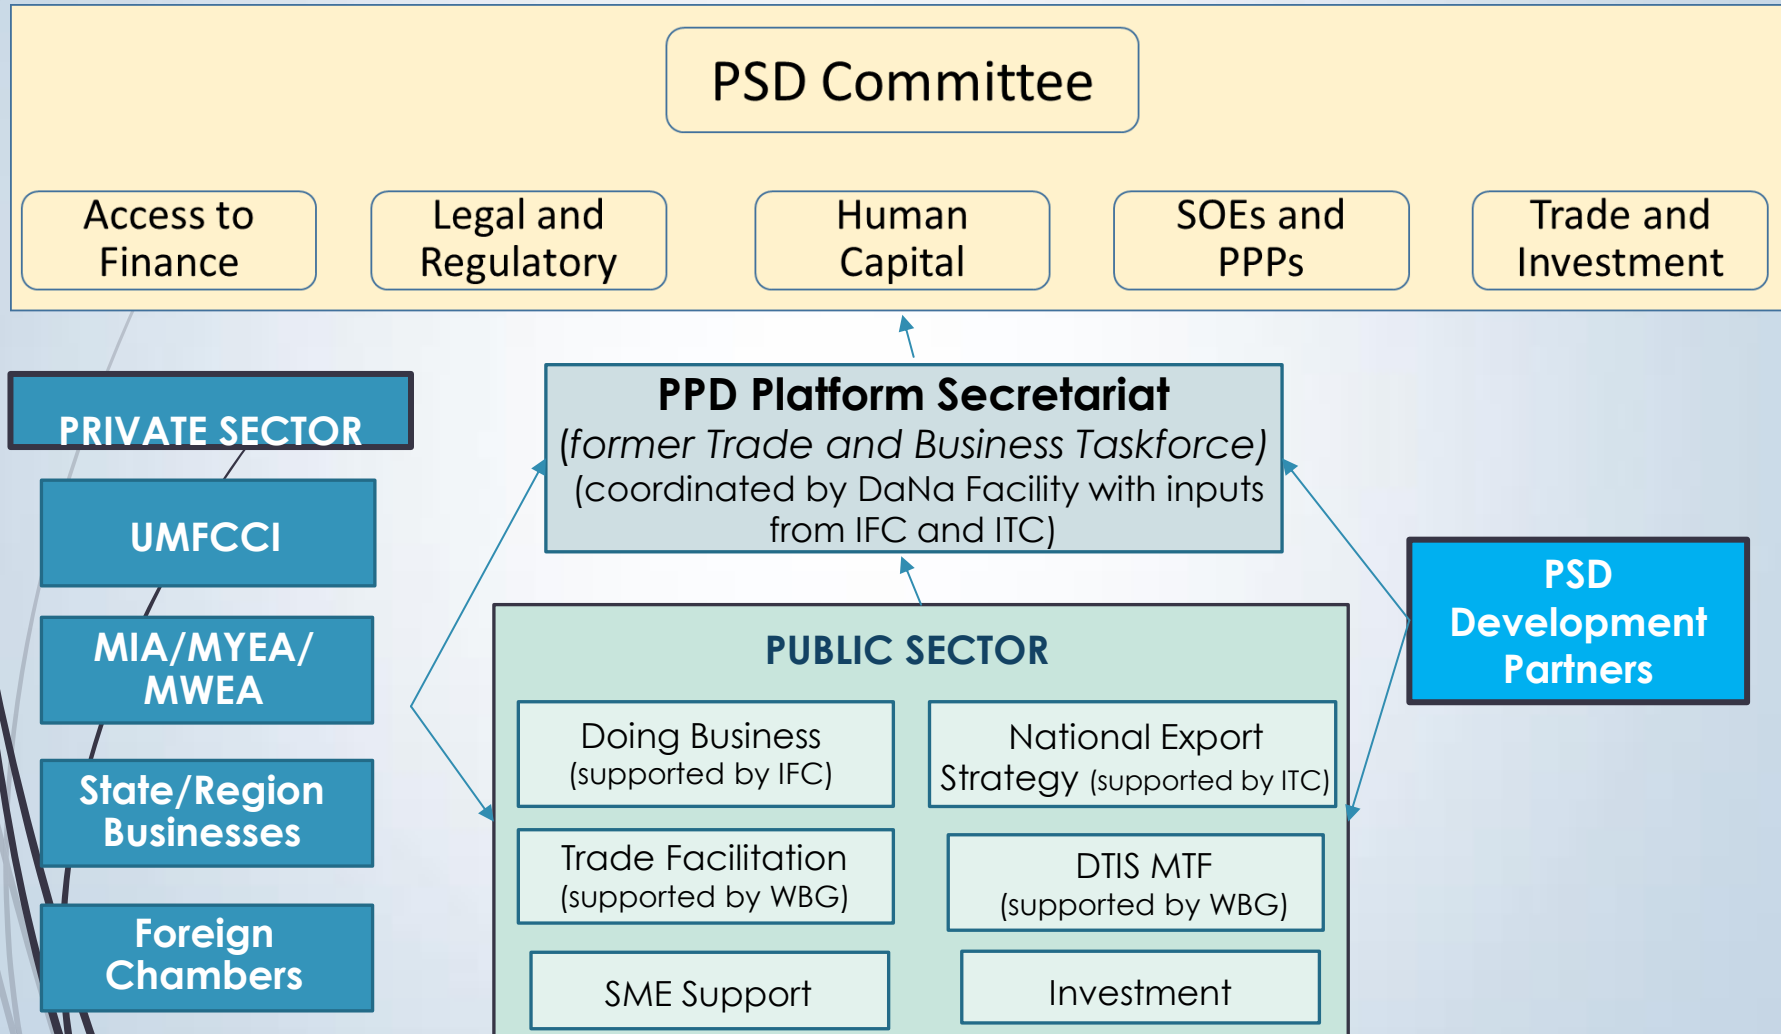 PSD Committee
Access to
Finance
Legal and
Regulatory
Human
Capital
SOEs and
PPPs
Trade and
Investment
PRIVATE SECTOR
UMFCCI
MIA/MYEA/
MWEA
State/Region
Businesses
Foreign
Chambers
PPD Platform Secretariat
(former Trade and Business Taskforce)
(coordinated by DaNa Facility with inputs
from IFC and ITC)
PUBLIC SECTOR
Doing Business
(supported by IFC)
National Export
Strategy (supported by ITC)
Trade Facilitation
(supported by WBG)
DTIS MTF
(supported by WBG)
SME Support
Investment
PSD
Development
Partners